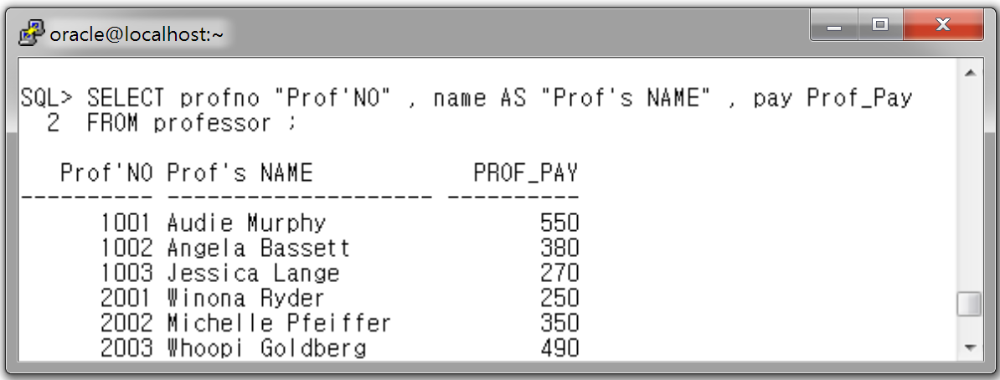 oracle@localhost:~
SQL> SELECT profno "Prof'NO" , name AS "Prof's NAME" , pay Prof_Pay
  2  FROM professor ;
   Prof'NO Prof's NAME            PROF_PAY
---------- -------------------- ----------
      1001 Audie Murphy                550
      1002 Angela Bassett              380
      1003 Jessica Lange               270
      2001 Winona Ryder                250
      2002 Michelle Pfeiffer           350
      2003 Whoopi Goldberg             490